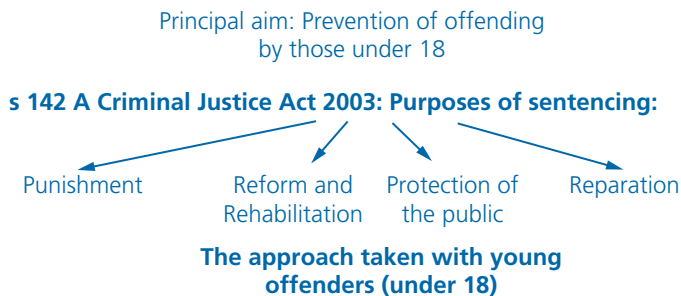 Principal aim: Prevention of offending
by those under 18
s 142 A Criminal Justice Act 2003: Purposes of sentencing:
Punishment
Reform and
Rehabilitation
Protection of
the public
Reparation
The approach taken with young
offenders (under 18)